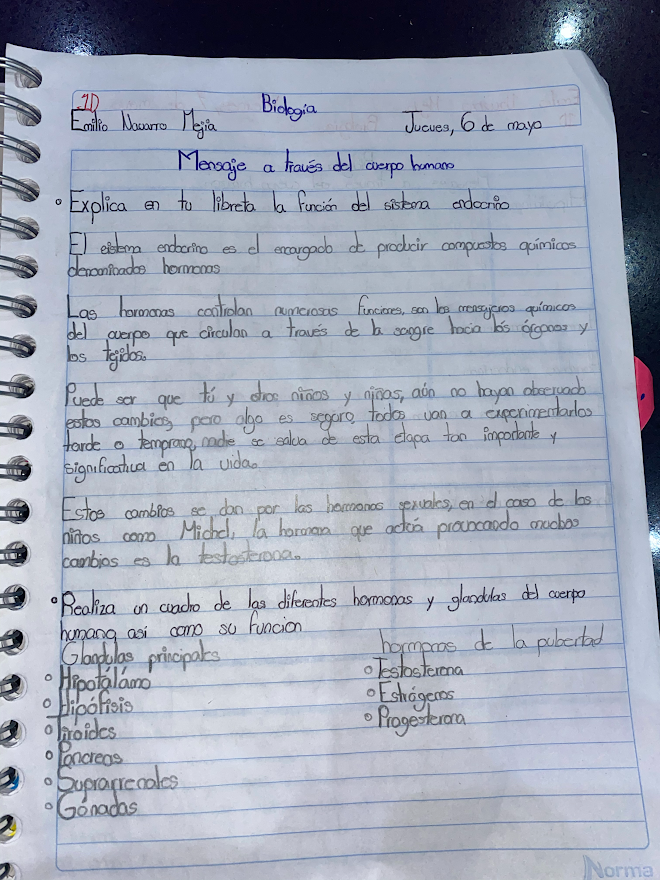 1D
Biología
Emilio Navarro Mejia
Jueves, 6 de mayo
Mensaje a través del cuerpo humano
Explica en tu libreta la función del sistema endocrino
El sistema endocrino es el encargado de producir compuestos químicos
denominados hormonas
Las hormonas controlan numerosas funciones, son los mensajeros químicos
del cuerpo que circulan a través de la sangre hacia los órganos y
los tejidos.
Puede ser que tú y otros niños y niñas, aún no hayan observado
estos cambios, pero algo es seguro, todos van a experimentarlos
tarde o temprano, nadie se salva de esta etapa tan importante y
significativa en la vida.
Estos cambios se dan por las hormonas sexuales, en el caso de los
niños como Michel, la hormona que actúa provocando muchos
cambios es la testosterona.
Realiza un cuadro de las diferentes hormonas y glandulas del cuerpo
humano, así como su función
Glandulas principales
hormonas de la pubertad
Hipotálamo
Testosterona
Hipófisis
Estrógenos
Tiroides
Progesterona
Páncreas
Suprarrenales
Gónadas
Norma